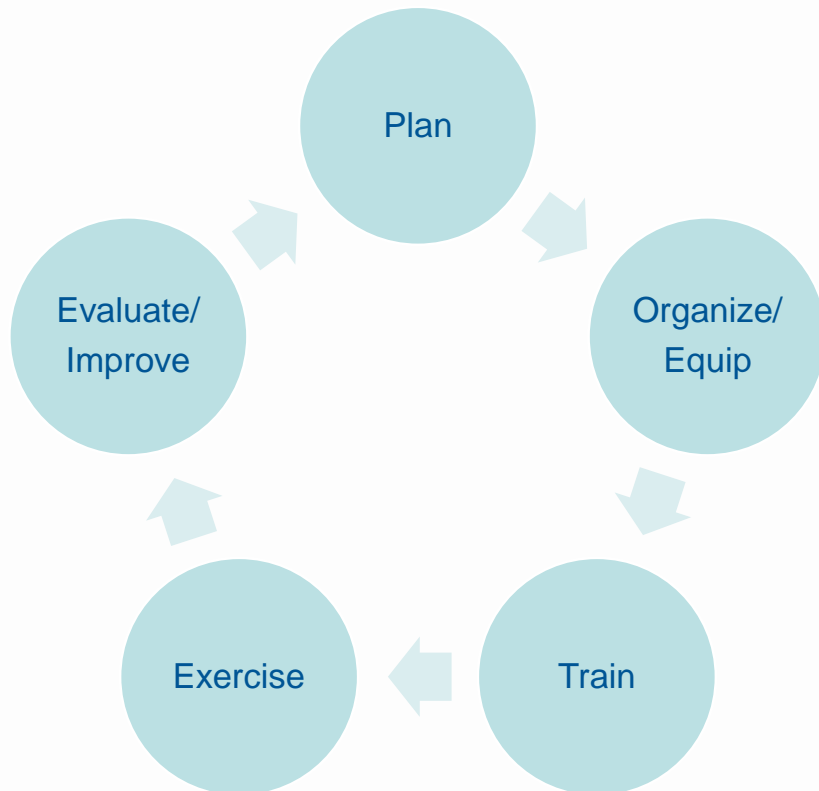 Plan
Organize/
Equip
Train
Exercise
Evaluate/
Improve